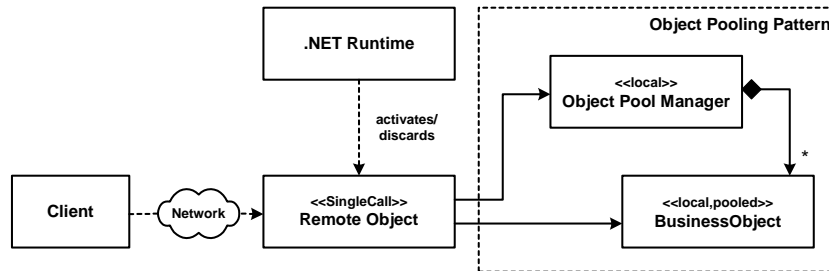 Object Pooling Pattern
.NET Runtime
<<local>>
Object Pool Manager
activates/
discards
*
Client
Network
<<SingleCall>>
Remote Object
<<local,pooled>>
BusinessObject